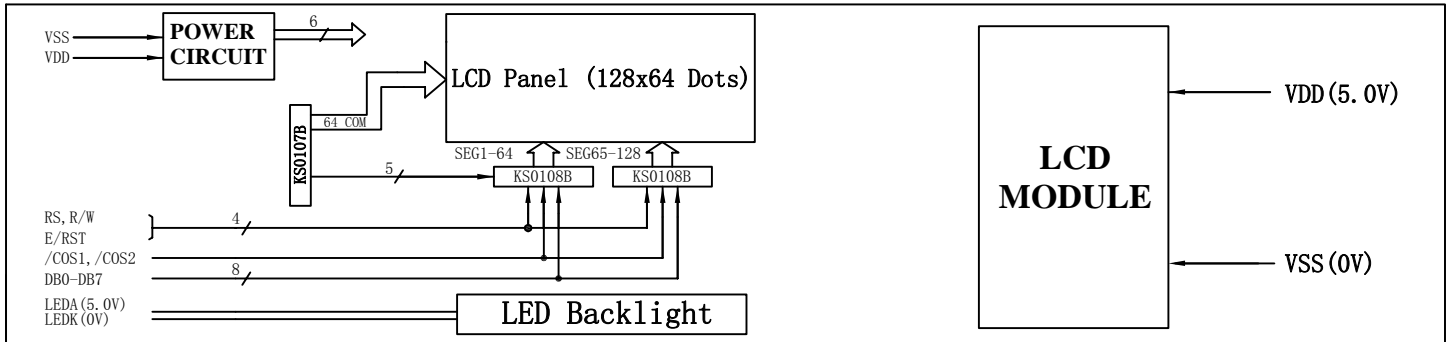 VSS
VDD
POWER
CIRCUIT
6
LCD Panel (128x64 Dots)
KS0107B
64 COM
SEG1-64
SEG65-128
5
KS0108B
KS0108B
RS, R/W
E/RST
4
/COS1, /COS2
DB0-DB7
8
LEDA(5.0V)
LEDK(0V)
LED Backlight
LCD
MODULE
VDD(5.0V)
VSS(0V)